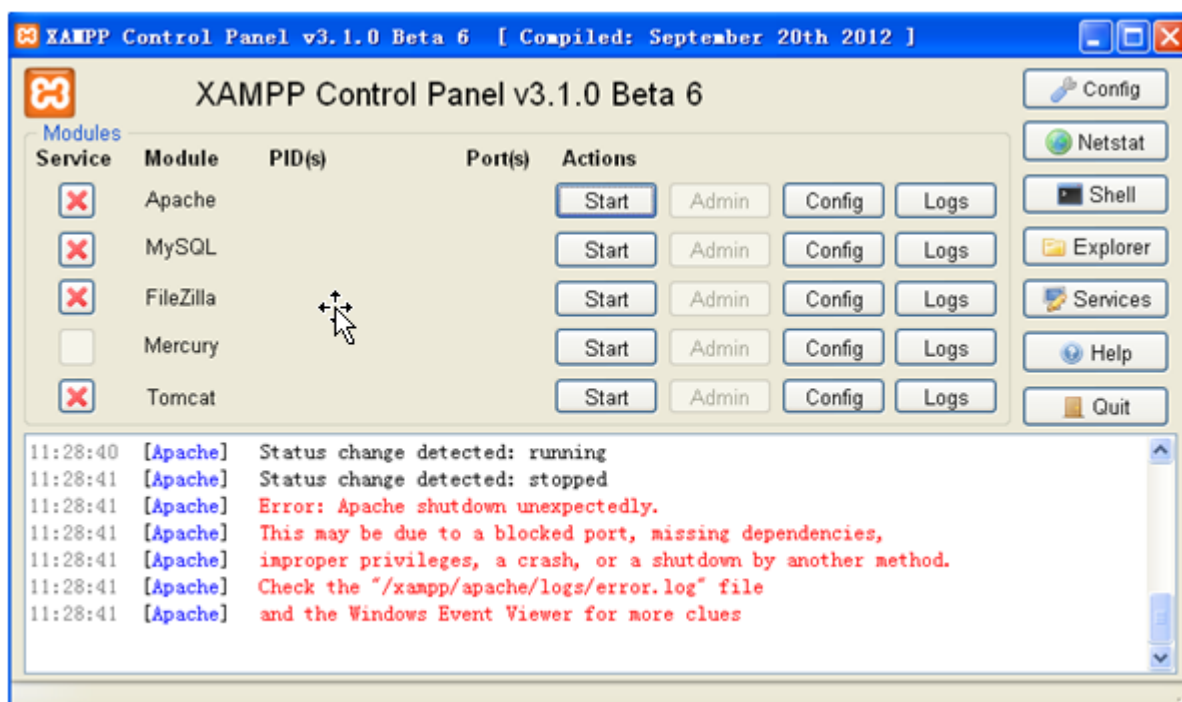 XAMPP Control Panel v3.1.0 Beta 6 [ Compiled: September 20th 2012 ]
XAMPP Control Panel v3.1.0 Beta 6
Config
Modules
Service Module PID(s) Port(s) Actions
Netstat
Apache Start Admin Config Logs
Shell
MySQL Start Admin Config Logs
Explorer
FileZilla Start Admin Config Logs
Services
Mercury Start Admin Config Logs
Help
Tomcat Start Admin Config Logs
Quit
11:28:40 [Apache] Status change detected: running
11:28:41 [Apache] Status change detected: stopped
11:28:41 [Apache] Error: Apache shutdown unexpectedly.
11:28:41 [Apache] This may be due to a blocked port, missing dependencies,
11:28:41 [Apache] improper privileges, a crash, or a shutdown by another method.
11:28:41 [Apache] Check the "/xampp/apache/logs/error.log" file
11:28:41 [Apache] and the Windows Event Viewer for more clues